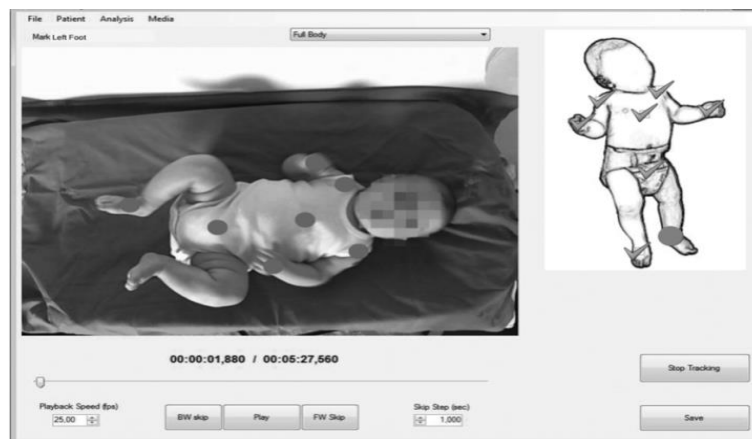 File Patient Analysis Media
Mark Left Foot
Full Body
00:00:01,880 / 00:05:27,560
Stop Tracking
Playback Speed (fps)
25,00
BW skip
Play
FW Skip
Skip Step (sec)
1,000
Save